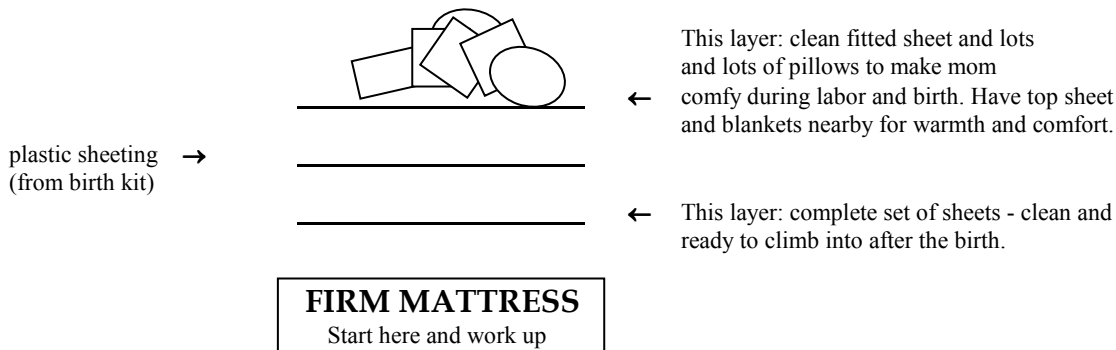 This layer: clean fitted sheet and lots
and lots of pillows to make mom
← comfy during labor and birth. Have top sheet
and blankets nearby for warmth and comfort.
plastic sheeting →
(from birth kit)
← This layer: complete set of sheets - clean and
ready to climb into after the birth.
FIRM MATTRESS
Start here and work up